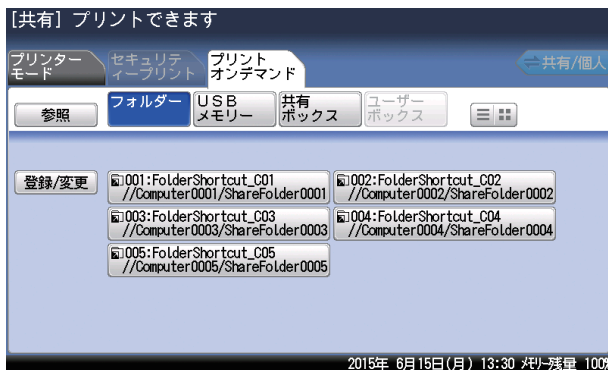 [共有] プリントできます
プリンター
モード
セキュリテ
ィープリント
プリント
オンデマンド
共有/個人
参照
フォルダー
USB
メモリー
共有
ボックス
ユーザー
ボックス
登録/変更
001:FolderShortcut_C01
//Computer0001/ShareFolder0001
002:FolderShortcut_C02
//Computer0002/ShareFolder0002
003:FolderShortcut_C03
//Computer0003/ShareFolder0003
004:FolderShortcut_C04
//Computer0004/ShareFolder0004
005:FolderShortcut_C05
//Computer0005/ShareFolder0005
2015年 6月15日(月) 13:30 メモリー残量 100%